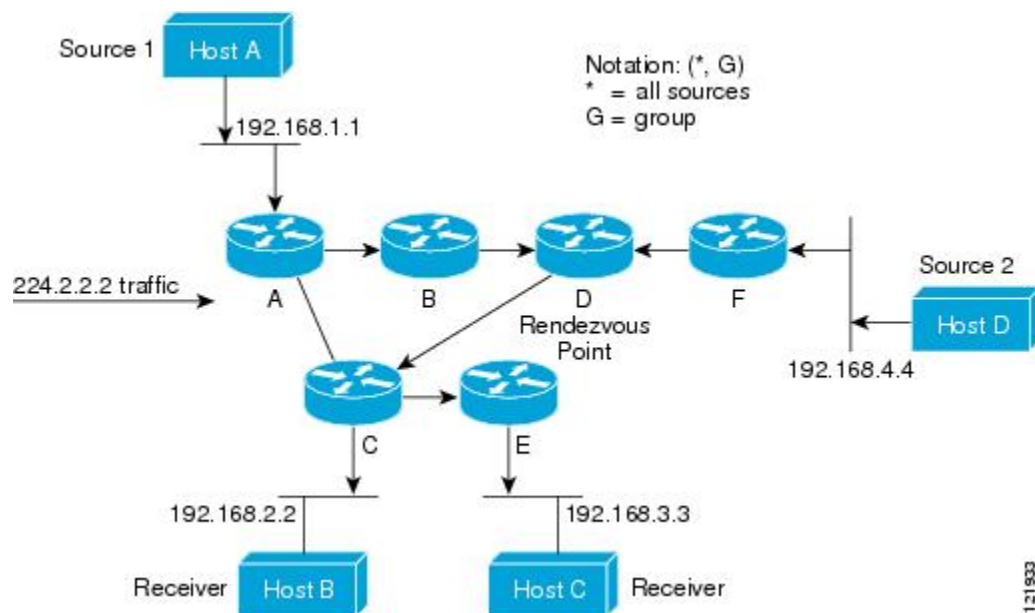 Source 1
Host A
Notation: (*, G)
* = all sources
G = group
192.168.1.1
224.2.2.2 traffic
A
B
D
F
Rendezvous
Point
Source 2
Host D
192.168.4.4
C
E
192.168.2.2
192.168.3.3
Receiver
Host B
Host C
Receiver
121933